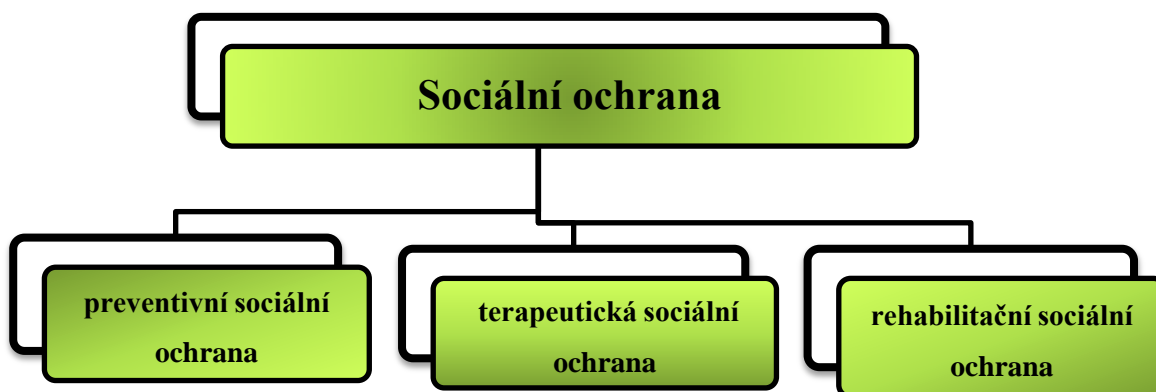 Sociální ochrana
preventivní sociální
ochrana
terapeutická sociální
ochrana
rehabilitační sociální
ochrana